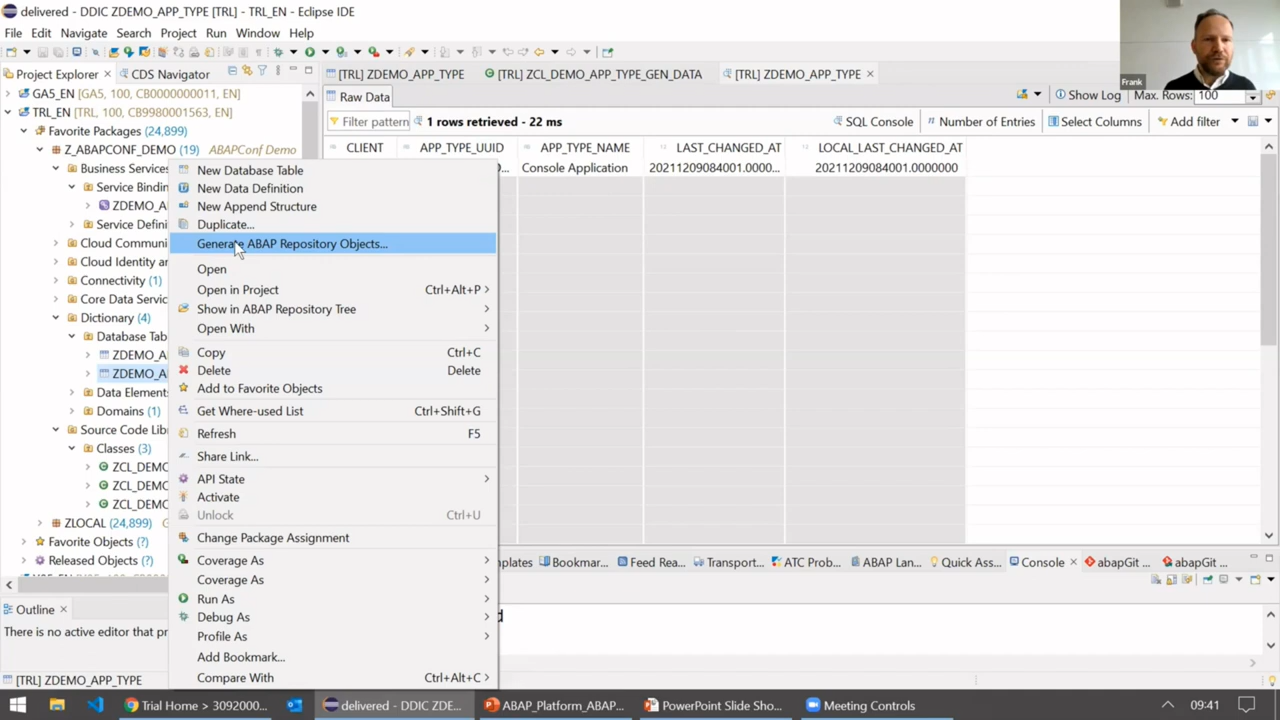 delivered - DDIC ZDEMO_APP_TYPE [TRL] - TRL_EN - Eclipse IDE
File Edit Navigate Search Project Run Window Help
Project Explorer × CDS Navigator
[TRL] ZDEMO_APP_TYPE [TRL] ZCL_DEMO_APP_TYPE_GEN_DATA [TRL] ZDEMO_APP_TYPE ×
Frank
GA5_EN [GA5, 100, CB0000000011, EN]
TRL_EN [TRL, 100, CB9980001563, EN]
Favorite Packages (24,899)
Z_ABAPCONF_DEMO (19) ABAPConf Demo
Business Services
Service Bindin
ZDEMO_A
Service Defini
Cloud Communi
Cloud Identity an
Connectivity (1)
Core Data Servic
Dictionary (4)
Database Tab
ZDEMO_A
ZDEMO_A
Data Element
Domains (1)
Source Code Lib
Classes (3)
ZCL_DEMO
ZCL_DEMO
ZCL_DEMO
ZLOCAL (24,899)
Favorite Objects (?)
Released Objects (?)
Outline ×
There is no active editor that pr
[TRL] ZDEMO_APP_TYPE
Raw Data
Show Log Max. Rows: 100
Filter pattern 1 rows retrieved - 22 ms SQL Console Number of Entries Select Columns Add filter
CLIENT APP_TYPE_UUID APP_TYPE_NAME LAST_CHANGED_AT LOCAL_LAST_CHANGED_AT
Console Application 20211209084001.0000... 20211209084001.0000000
New Database Table
New Data Definition
New Append Structure
Duplicate...
Generate ABAP Repository Objects...
Open
Open in Project Ctrl+Alt+P
Show in ABAP Repository Tree
Open With
Copy Ctrl+C
Delete Delete
Add to Favorite Objects
Get Where-used List Ctrl+Shift+G
Refresh F5
Share Link...
API State
Activate
Unlock Ctrl+U
Change Package Assignment
Coverage As
Coverage As
Run As
Debug As
Profile As
Add Bookmark...
Compare With Ctrl+Alt+C
mplates Bookmar... Feed Rea... Transport... ATC Prob... ABAP Lan... Quick Ass... Console × abapGit ... abapGit ...
Trial Home > 3092000... delivered - DDIC ZDE... ABAP_Platform_ABAP... PowerPoint Slide Sho... Meeting Controls 09:41